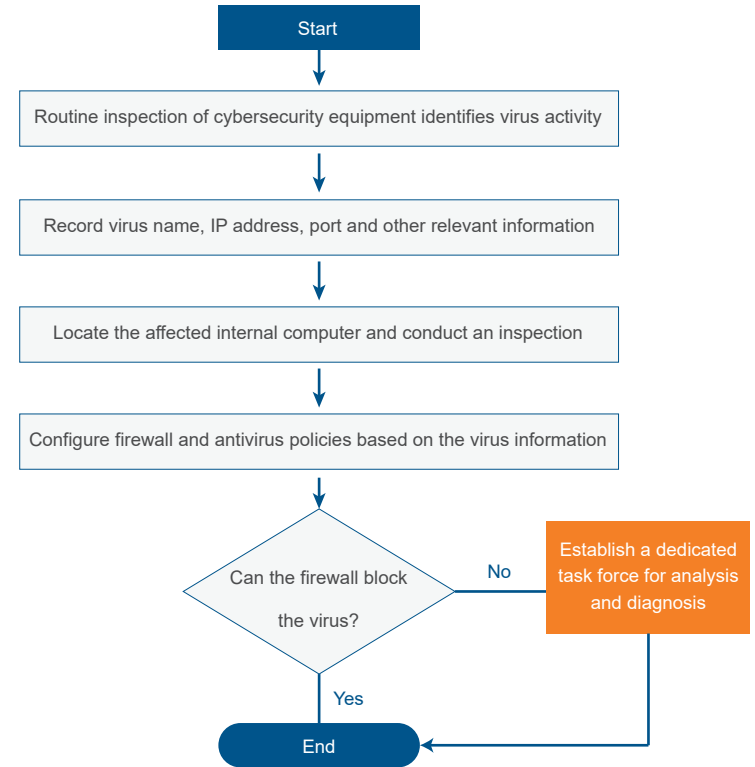 Start
Routine inspection of cybersecurity equipment identifies virus activity
Record virus name, IP address, port and other relevant information
Locate the affected internal computer and conduct an inspection
Configure firewall and antivirus policies based on the virus information
Can the firewall block
the virus?
No
Establish a dedicated
task force for analysis
and diagnosis
Yes
End